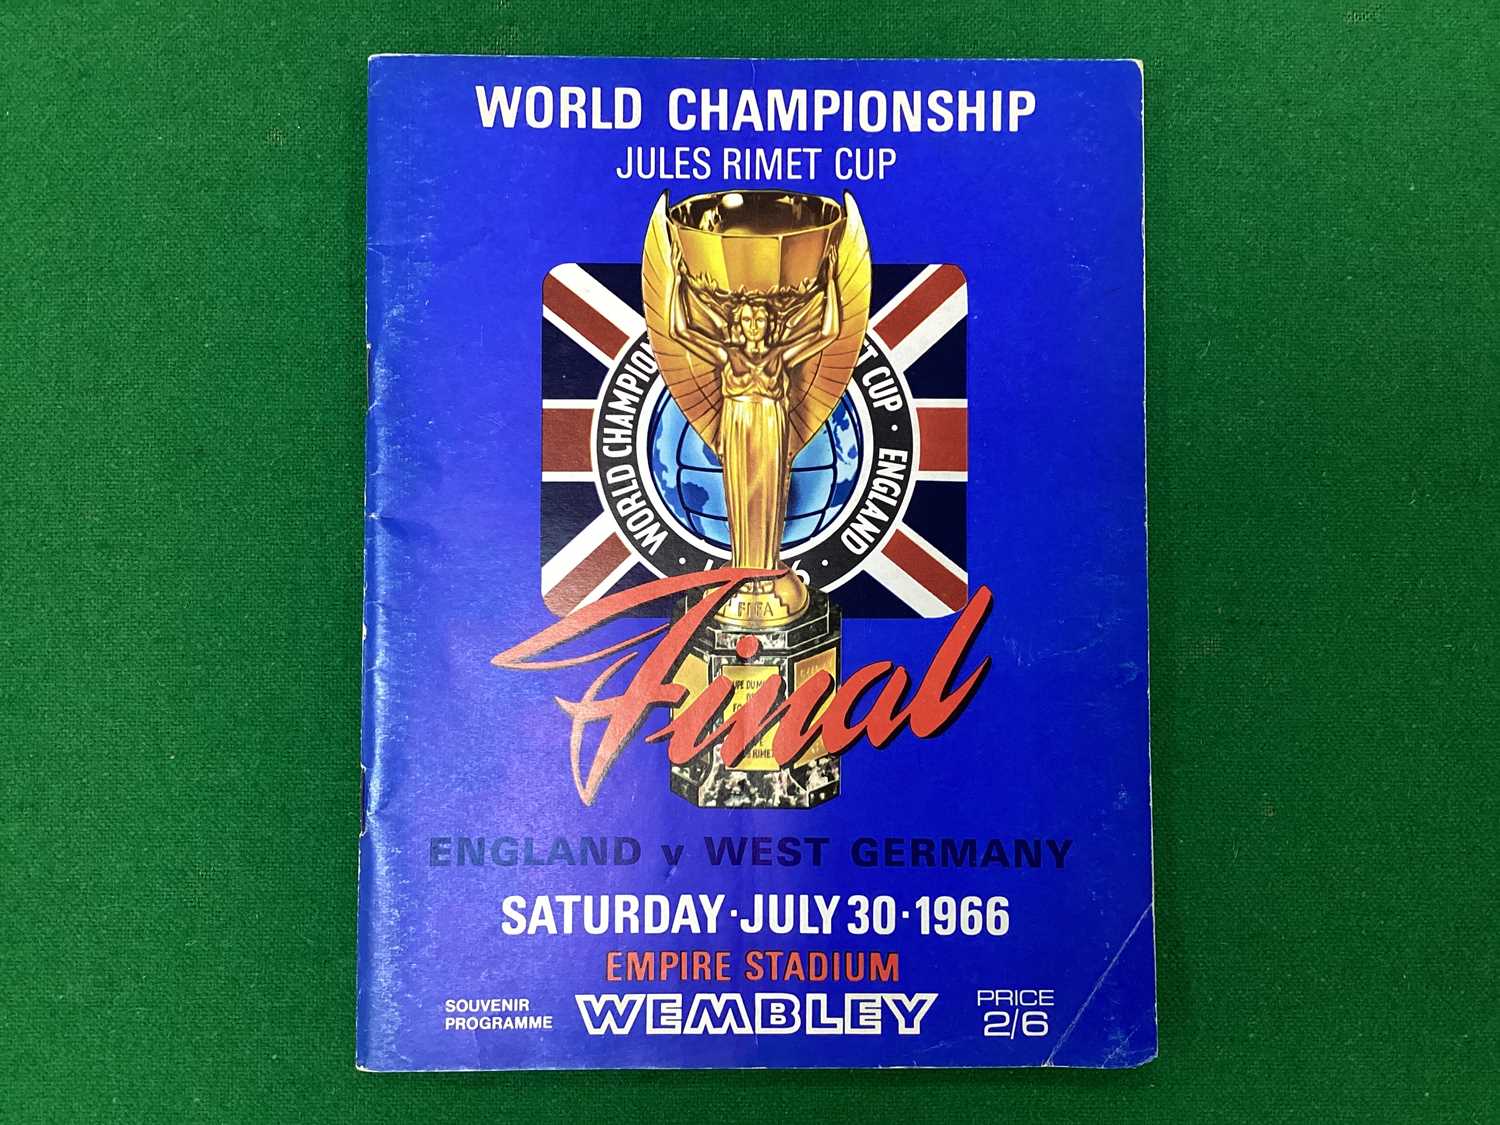 WORLD CHAMPIONSHIP
JULES RIMET CUP
WORLD CHAMPIO
CUP · ENGLAND
FIFA
Final
RIMET
ENGLAND v WEST GERMANY
SATURDAY·JULY 30·1966
EMPIRE STADIUM
SOUVENIR
PROGRAMME
WEMBLEY
PRICE
2/6